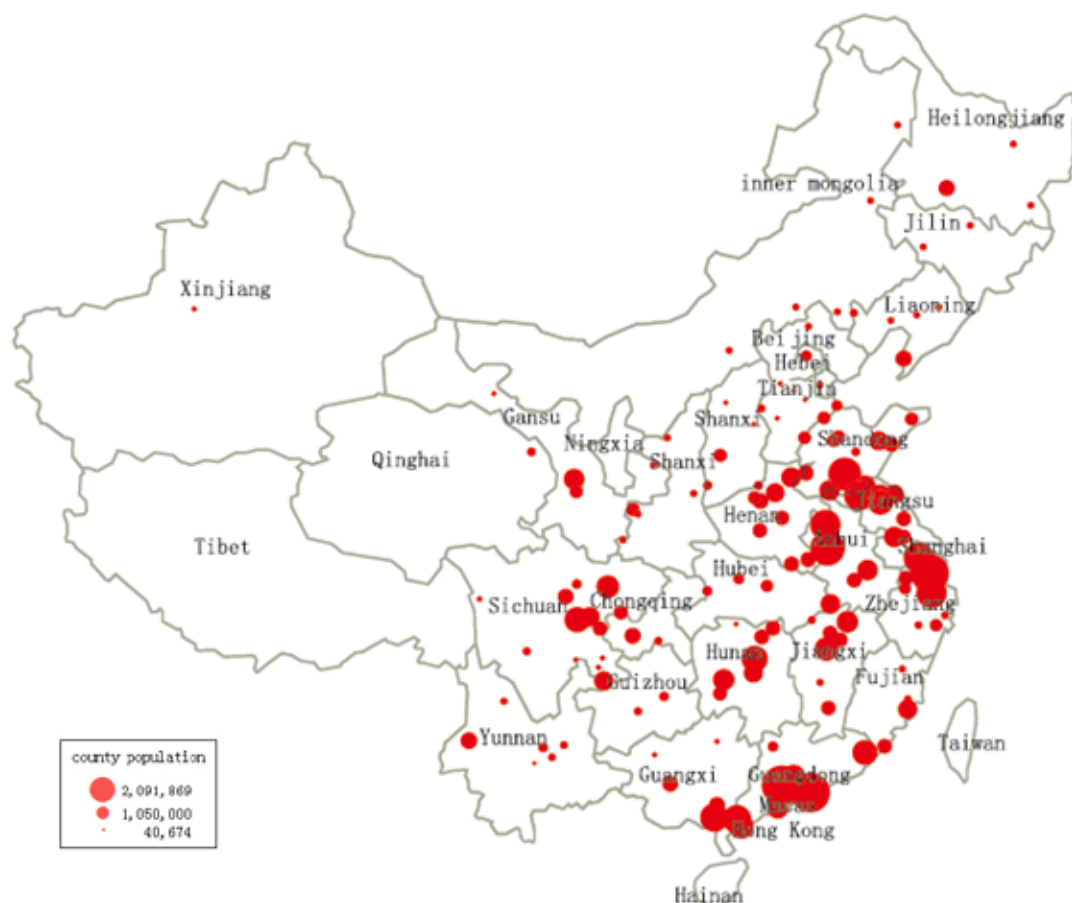 Heilongjiang
inner mongolia
Jilin
Xinjiang
Liaoning
Beijing
Hebei
Tianjin
Gansu
Shanxi
Ningxia
Shandong
Qinghai
Shanxi
Jiangsu
Henan
Anhui
Tibet
Shanghai
Hubei
Sichuan
Chongqing
Zhejiang
Hunan
Jiangxi
Fujian
Guizhou
Yunnan
Taiwan
Guangxi
Guangdong
Macao
Hong Kong
Hainan
county population
2,091,869
1,050,000
40,674